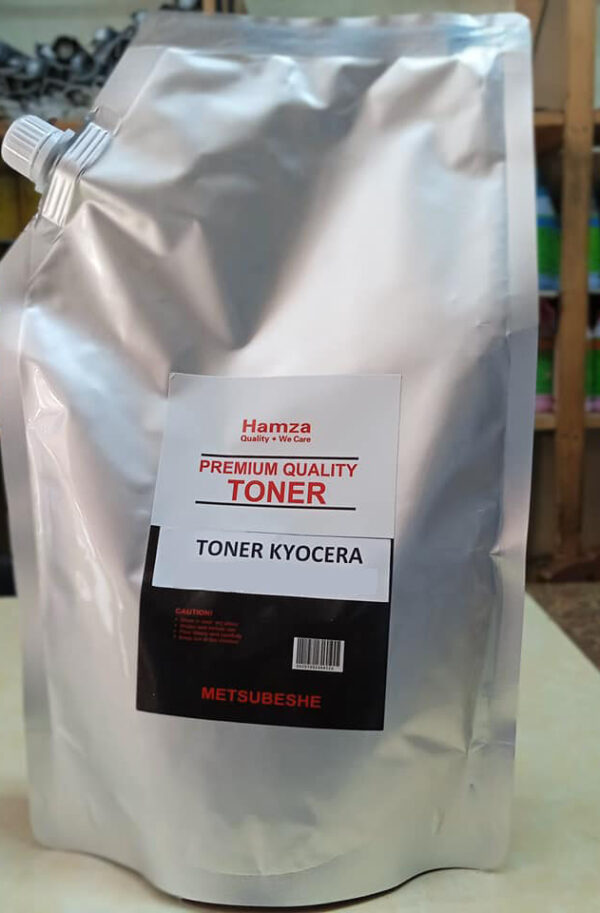 Hamza
Quality • We Care
PREMIUM QUALITY
TONER
TONER KYOCERA
CAUTION!
METSUBESHE